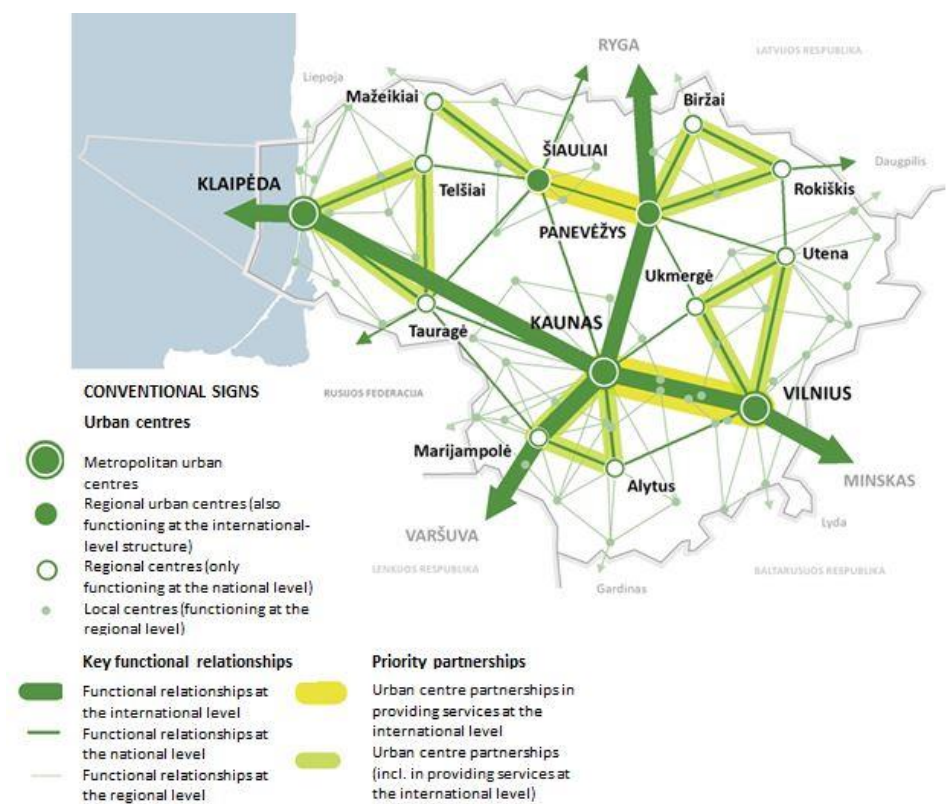 RYGA
LATVIJOS RESPUBLIKA
Liepoja
Mažeikiai
Biržai
ŠIAULIAI
Daugpilis
KLAIPĖDA
Telšiai
Rokiškis
PANEVĖŽYS
Utena
Ukmergė
Tauragė
KAUNAS
RUSIJOS FEDERACIJA
VILNIUS
Marijampolė
Alytus
MINSKAS
VARŠUVA
Lyda
LENKIJOS RESPUBLIKA
BALTARUSIJOS RESPUBLIKA
Gardinas
CONVENTIONAL SIGNS
Urban centres
Metropolitan urban
centres
Regional urban centres (also
functioning at the international-
level structure)
Regional centres (only
functioning at the national level)
Local centres (functioning at the
regional level)
Key functional relationships
Functional relationships at
the international level
Functional relationships at
the national level
Functional relationships at
the regional level
Priority partnerships
Urban centre partnerships in
providing services at the
international level
Urban centre partnerships
(incl. in providing services at
the international level)